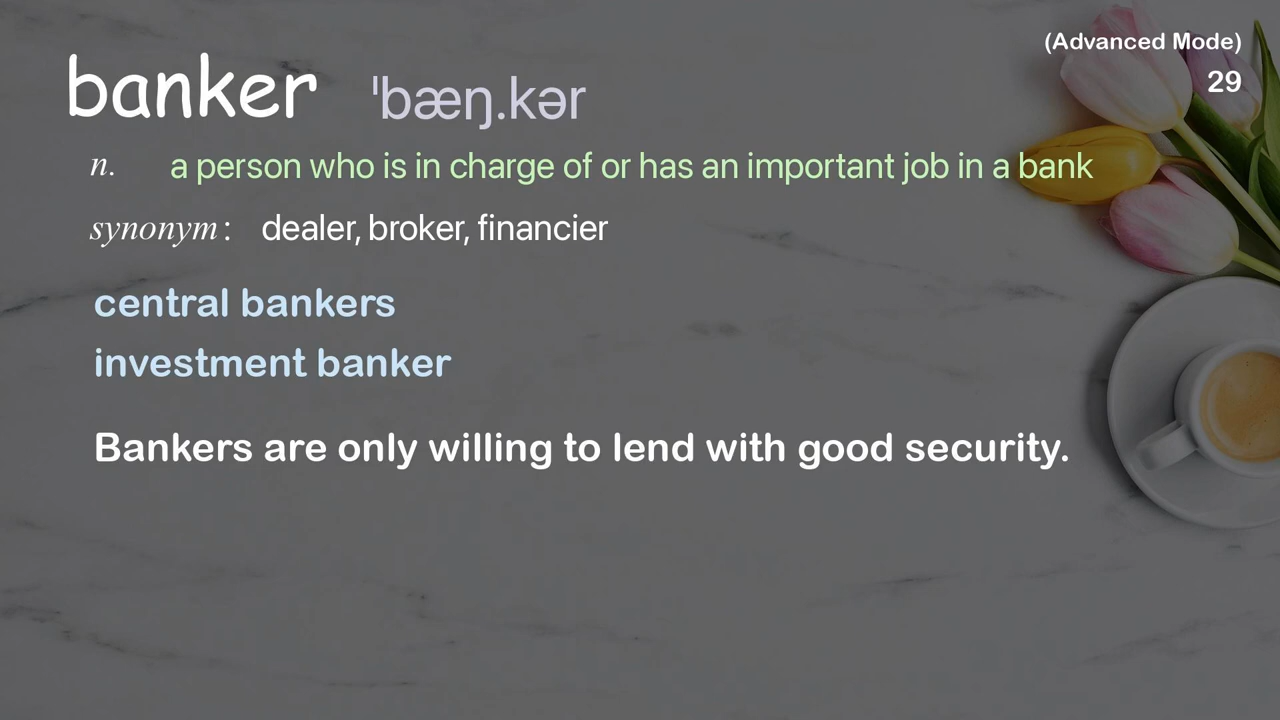 (Advanced Mode)
29
banker ˈbæŋ.kər
n. a person who is in charge of or has an important job in a bank
synonym: dealer, broker, financier
central bankers
investment banker
Bankers are only willing to lend with good security.